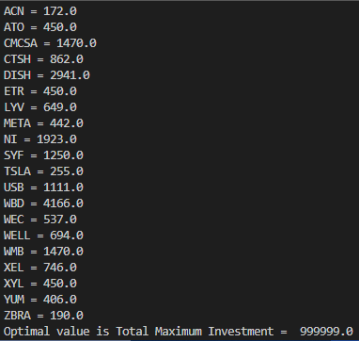 ACN = 172.0
ATO = 450.0
CMCSA = 1470.0
CTSH = 862.0
DISH = 2941.0
ETR = 450.0
LYV = 649.0
META = 442.0
NI = 1923.0
SYF = 1250.0
TSLA = 255.0
USB = 1111.0
WBD = 4166.0
WEC = 537.0
WELL = 694.0
WMB = 1470.0
XEL = 746.0
XYL = 450.0
YUM = 406.0
ZBRA = 190.0
Optimal value is Total Maximum Investment =  999999.0